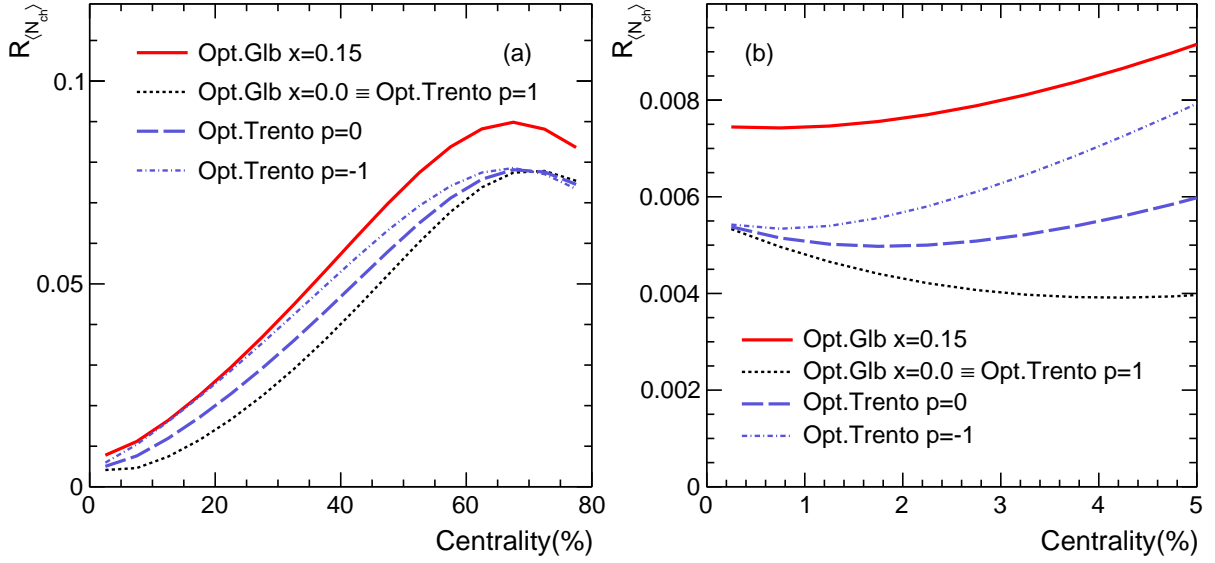 R⟨N_ch⟩
0.1
0.05
0
Opt.Glb x=0.15
(a)
Opt.Glb x=0.0 ≡ Opt.Trento p=1
Opt.Trento p=0
Opt.Trento p=-1
0 20 40 60 80
Centrality(%)
R⟨N_ch⟩
0.008
0.006
0.004
0.002
0
(b)
Opt.Glb x=0.15
Opt.Glb x=0.0 ≡ Opt.Trento p=1
Opt.Trento p=0
Opt.Trento p=-1
0 1 2 3 4 5
Centrality(%)